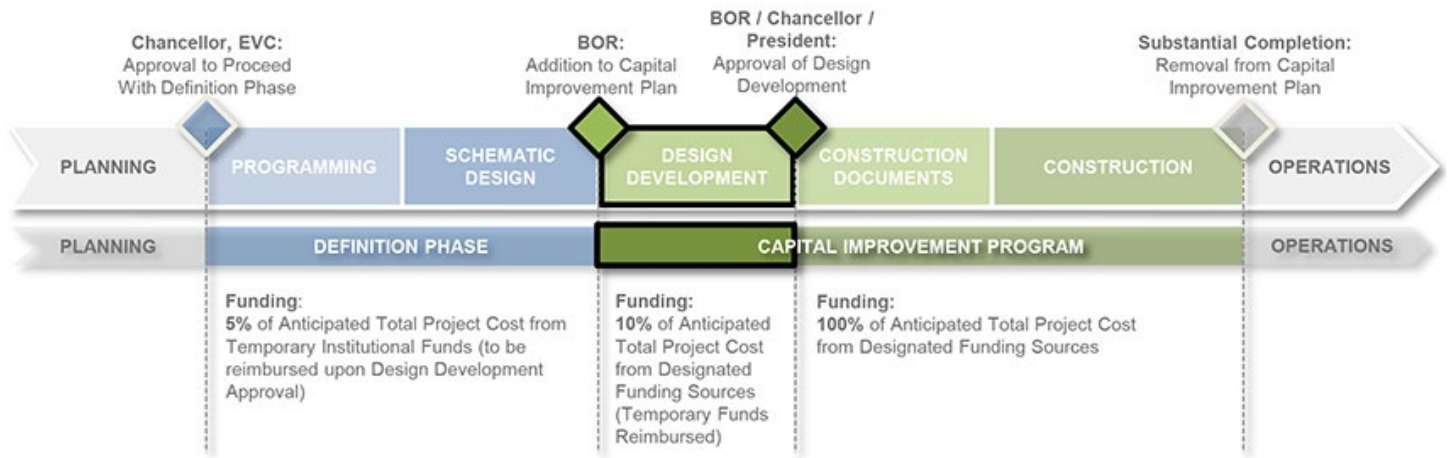 Chancellor, EVC:
Approval to Proceed
With Definition Phase
BOR:
Addition to Capital
Improvement Plan
BOR / Chancellor /
President:
Approval of Design
Development
Substantial Completion:
Removal from Capital
Improvement Plan
PLANNING
PROGRAMMING
SCHEMATIC
DESIGN
DESIGN
DEVELOPMENT
CONSTRUCTION
DOCUMENTS
CONSTRUCTION
OPERATIONS
PLANNING
DEFINITION PHASE
CAPITAL IMPROVEMENT PROGRAM
OPERATIONS
Funding:
5% of Anticipated Total Project Cost from
Temporary Institutional Funds (to be
reimbursed upon Design Development
Approval)
Funding:
10% of Anticipated
Total Project Cost
from Designated
Funding Sources
(Temporary Funds
Reimbursed)
Funding:
100% of Anticipated Total Project Cost
from Designated Funding Sources